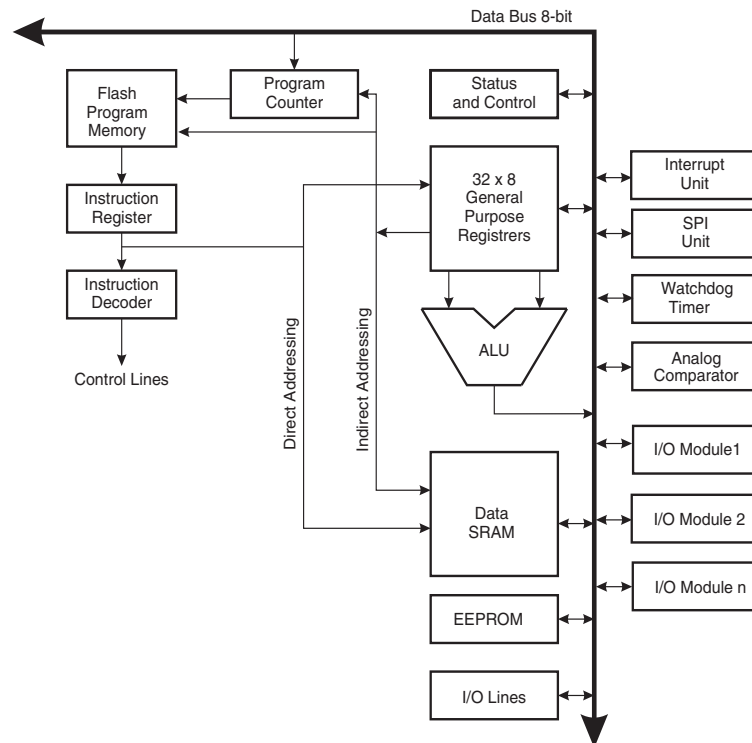 Data Bus 8-bit
Flash
Program
Memory
Program
Counter
Status
and Control
Instruction
Register
32 x 8
General
Purpose
Registrers
Interrupt
Unit
SPI
Unit
Instruction
Decoder
Watchdog
Timer
ALU
Analog
Comparator
Control Lines
Direct Addressing
Indirect Addressing
I/O Module1
Data
SRAM
I/O Module 2
I/O Module n
EEPROM
I/O Lines